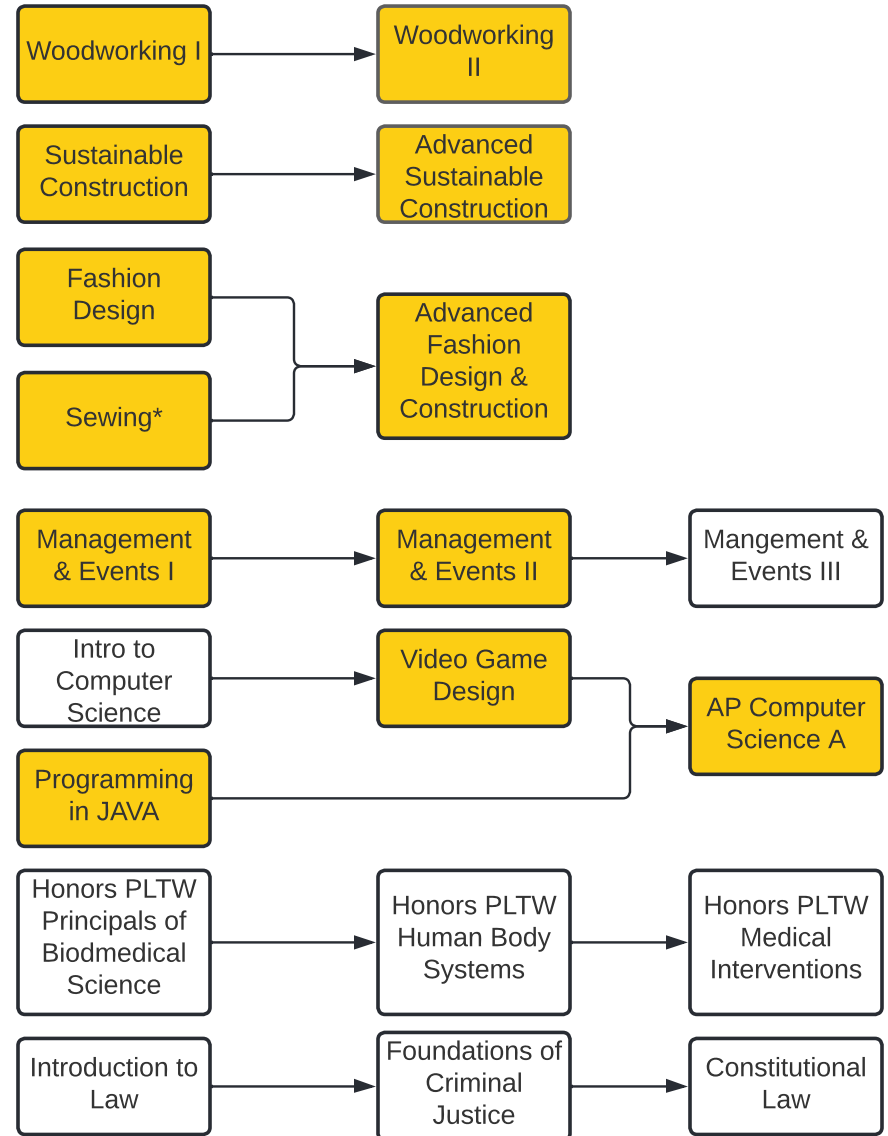 Woodworking I
Woodworking
II
Sustainable
Construction
Advanced
Sustainable
Construction
Fashion
Design
Sewing*
Advanced
Fashion
Design &
Construction
Management
& Events I
Management
& Events II
Mangement &
Events III
Intro to
Computer
Science
Video Game
Design
AP Computer
Science A
Programming
in JAVA
Honors PLTW
Principals of
Biodmedical
Science
Honors PLTW
Human Body
Systems
Honors PLTW
Medical
Interventions
Introduction to
Law
Foundations of
Criminal
Justice
Constitutional
Law